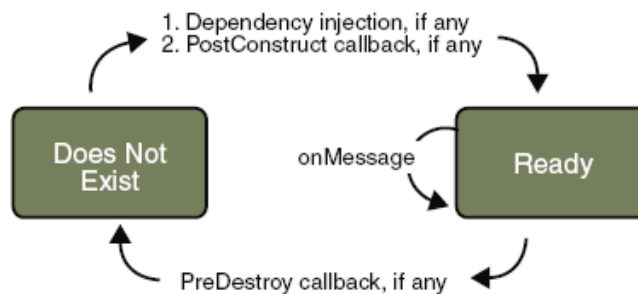 1. Dependency injection, if any
2. PostConstruct callback, if any
Does Not
Exist
onMessage
Ready
PreDestroy callback, if any